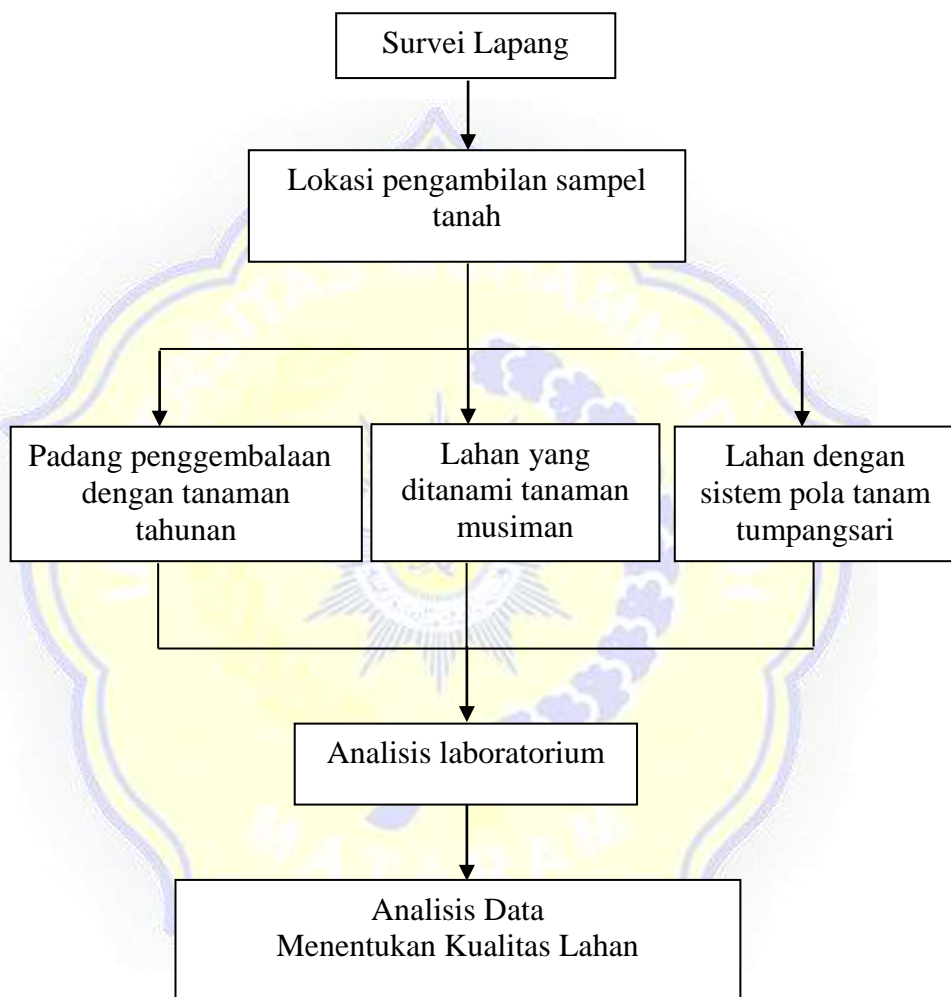 Survei Lapang
Lokasi pengambilan sampel
tanah
Padang penggembalaan
dengan tanaman
tahunan
Lahan yang
ditanami tanaman
musiman
Lahan dengan
sistem pola tanam
tumpangsari
Analisis laboratorium
MATARAM
Analisis Data
Menentukan Kualitas Lahan